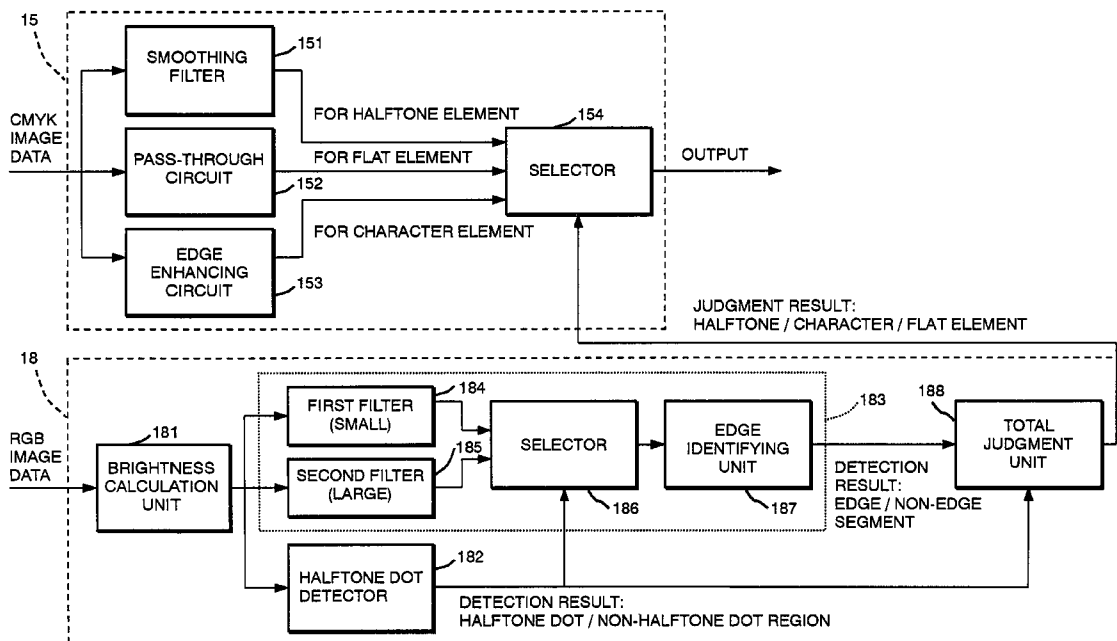 15
SMOOTHING
FILTER
151
FOR HALFTONE ELEMENT
154
CMYK
IMAGE
DATA
PASS-THROUGH
CIRCUIT
152
FOR FLAT ELEMENT
SELECTOR
OUTPUT
FOR CHARACTER ELEMENT
EDGE
ENHANCING
CIRCUIT
153
JUDGMENT RESULT:
HALFTONE / CHARACTER / FLAT ELEMENT
18
RGB
IMAGE
DATA
181
BRIGHTNESS
CALCULATION
UNIT
FIRST FILTER
(SMALL)
184
SECOND FILTER
(LARGE)
185
SELECTOR
186
EDGE
IDENTIFYING
UNIT
187
183
188
TOTAL
JUDGMENT
UNIT
DETECTION
RESULT:
EDGE / NON-EDGE
SEGMENT
HALFTONE DOT
DETECTOR
182
DETECTION RESULT:
HALFTONE DOT / NON-HALFTONE DOT REGION